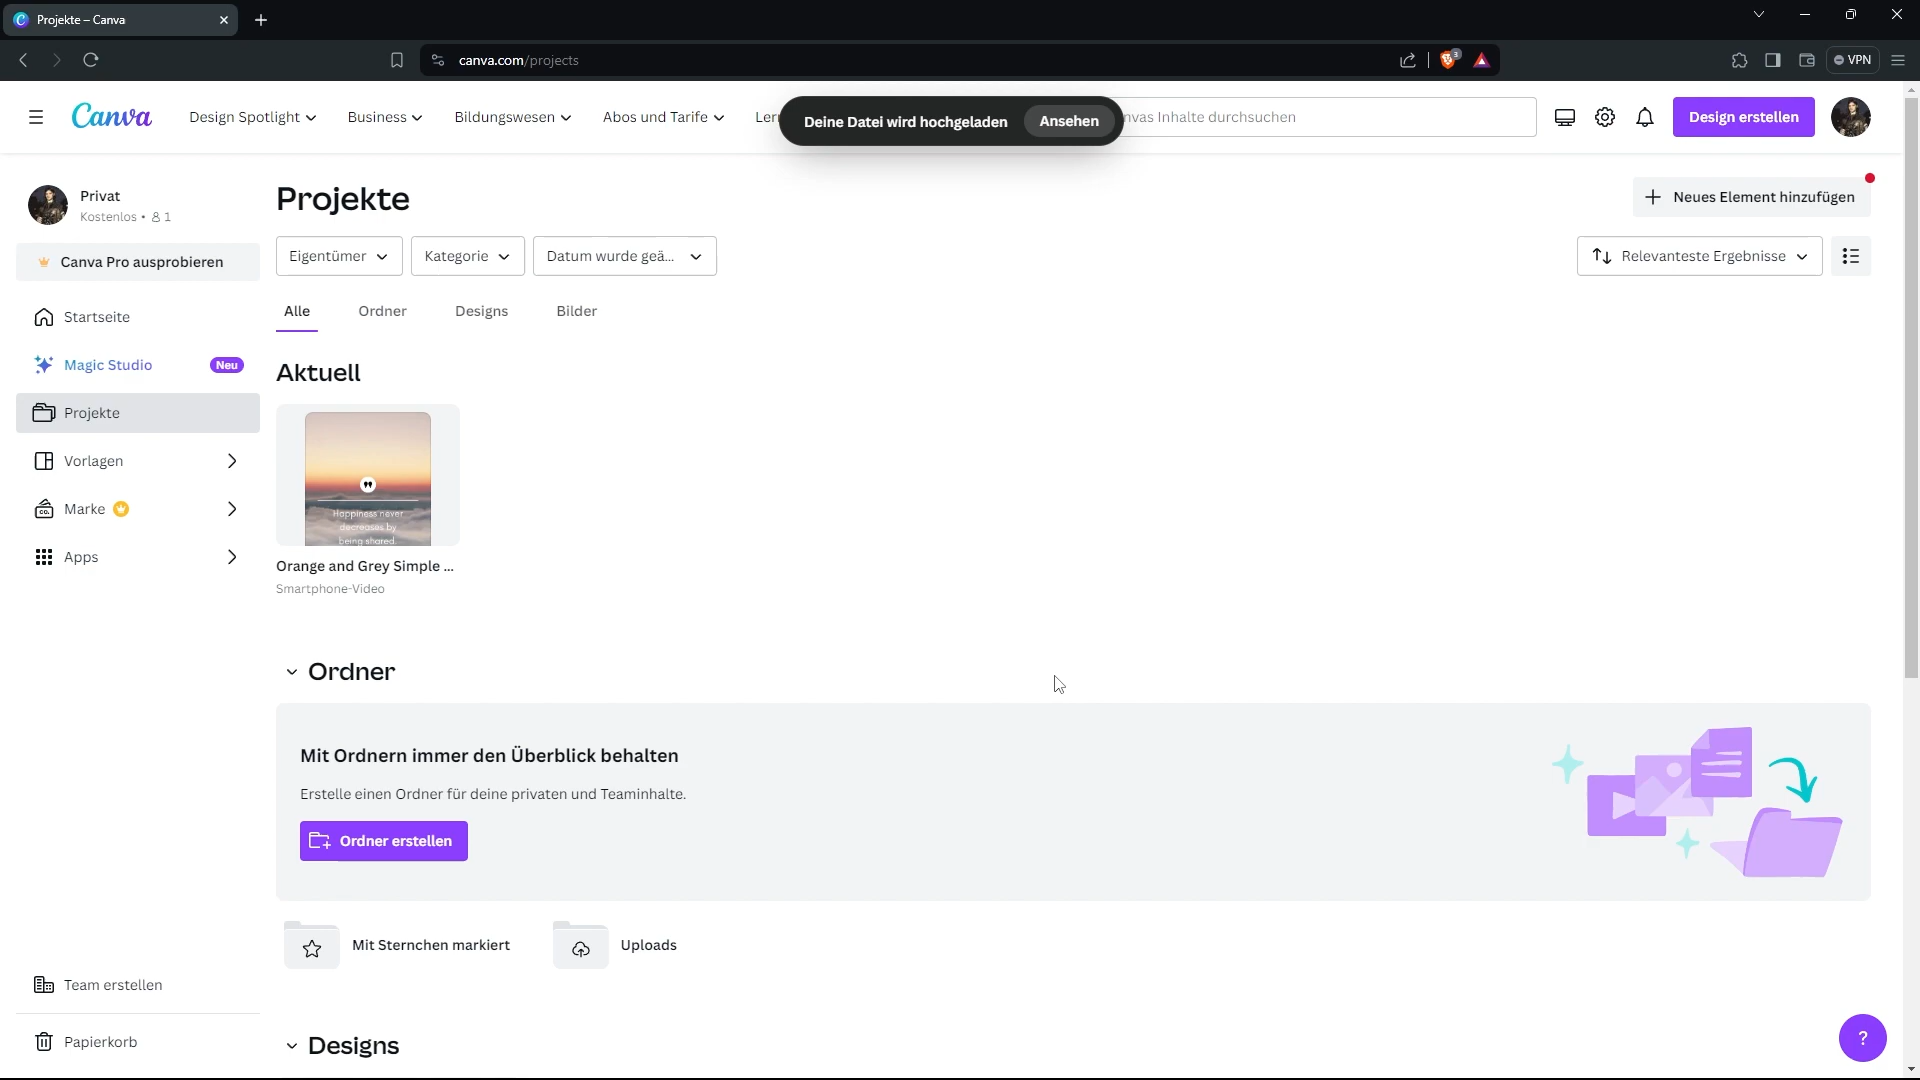 Projekte – Canva
canva.com/projects
3
VPN
Canva
Design Spotlight
Business
Bildungswesen
Abos und Tarife
Deine Datei wird hochgeladen
Ansehen
Inhalte durchsuchen
Design erstellen
Privat
Kostenlos • 1
Canva Pro ausprobieren
Startseite
Magic Studio
Neu
Projekte
Vorlagen
Marke
CO.
Apps
Team erstellen
Papierkorb
Projekte
Neues Element hinzufügen
Eigentümer
Kategorie
Datum wurde geä...
Relevanteste Ergebnisse
Alle
Ordner
Designs
Bilder
Aktuell
Happiness never
decreases by
being shared.
Orange and Grey Simple ...
Smartphone-Video
Ordner
Mit Ordnern immer den Überblick behalten
Erstelle einen Ordner für deine privaten und Teaminhalte.
Ordner erstellen
Mit Sternchen markiert
Uploads
Designs
?